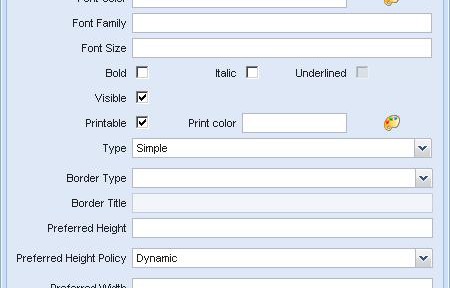 Font Color
Font Family
Font Size
Bold Italic Underlined
Visible
Printable Print color
Type Simple
Border Type
Border Title
Preferred Height
Preferred Height Policy Dynamic
Preferred Width